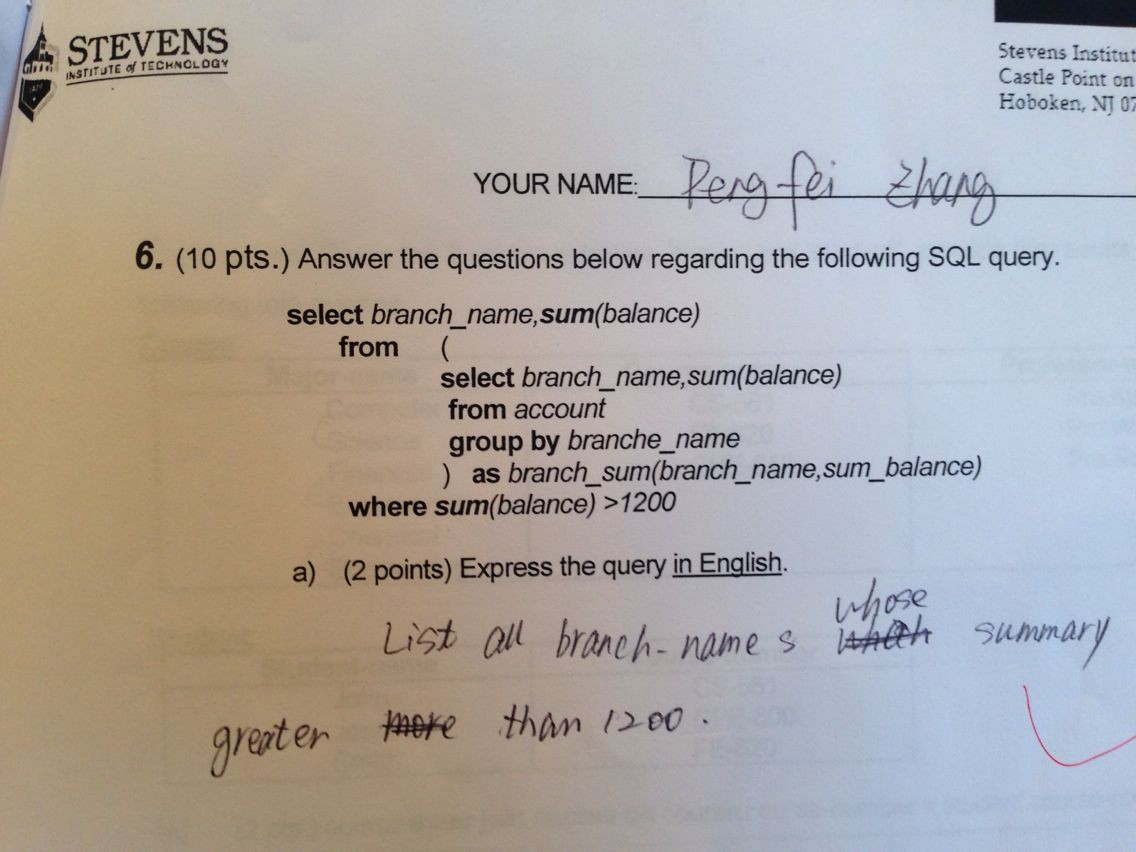 STEVENS
INSTITUTE of TECHNOLOGY
Stevens Institut
Castle Point on
Hoboken, NJ 07
YOUR NAME: Pengfei Zhang
6. (10 pts.) Answer the questions below regarding the following SQL query.
select branch_name,sum(balance)
from (
select branch_name,sum(balance)
from account
group by branche_name
) as branch_sum(branch_name,sum_balance)
where sum(balance) >1200
a) (2 points) Express the query in English.
whose
List all branch-name s which summary
greater more than 1200.